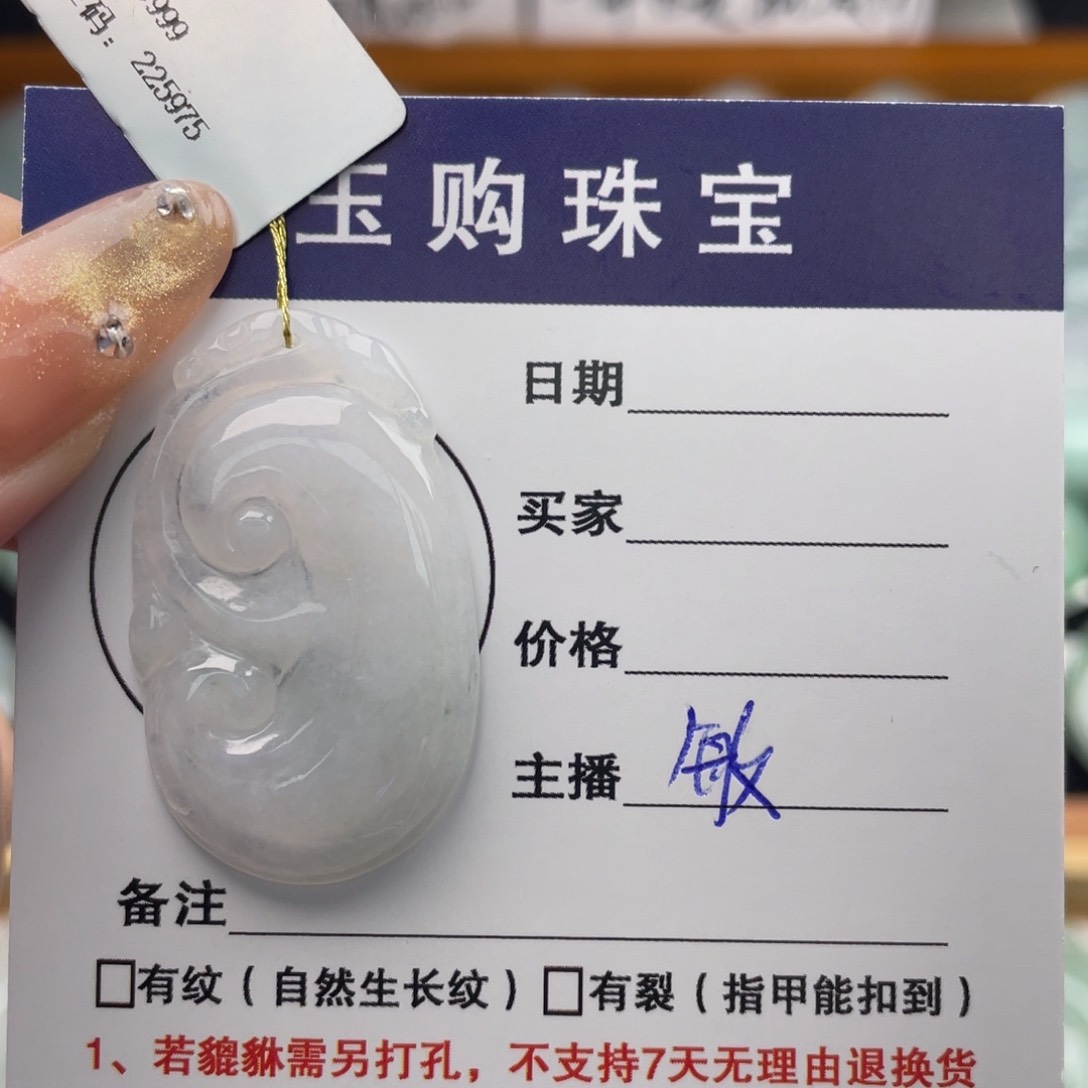 999
码：225975
玉购珠宝
日期
买家
价格
主播 敏
备注
□有纹（自然生长纹）□有裂（指甲能扣到）
1、若貔貅需另打孔，不支持7天无理由退换货